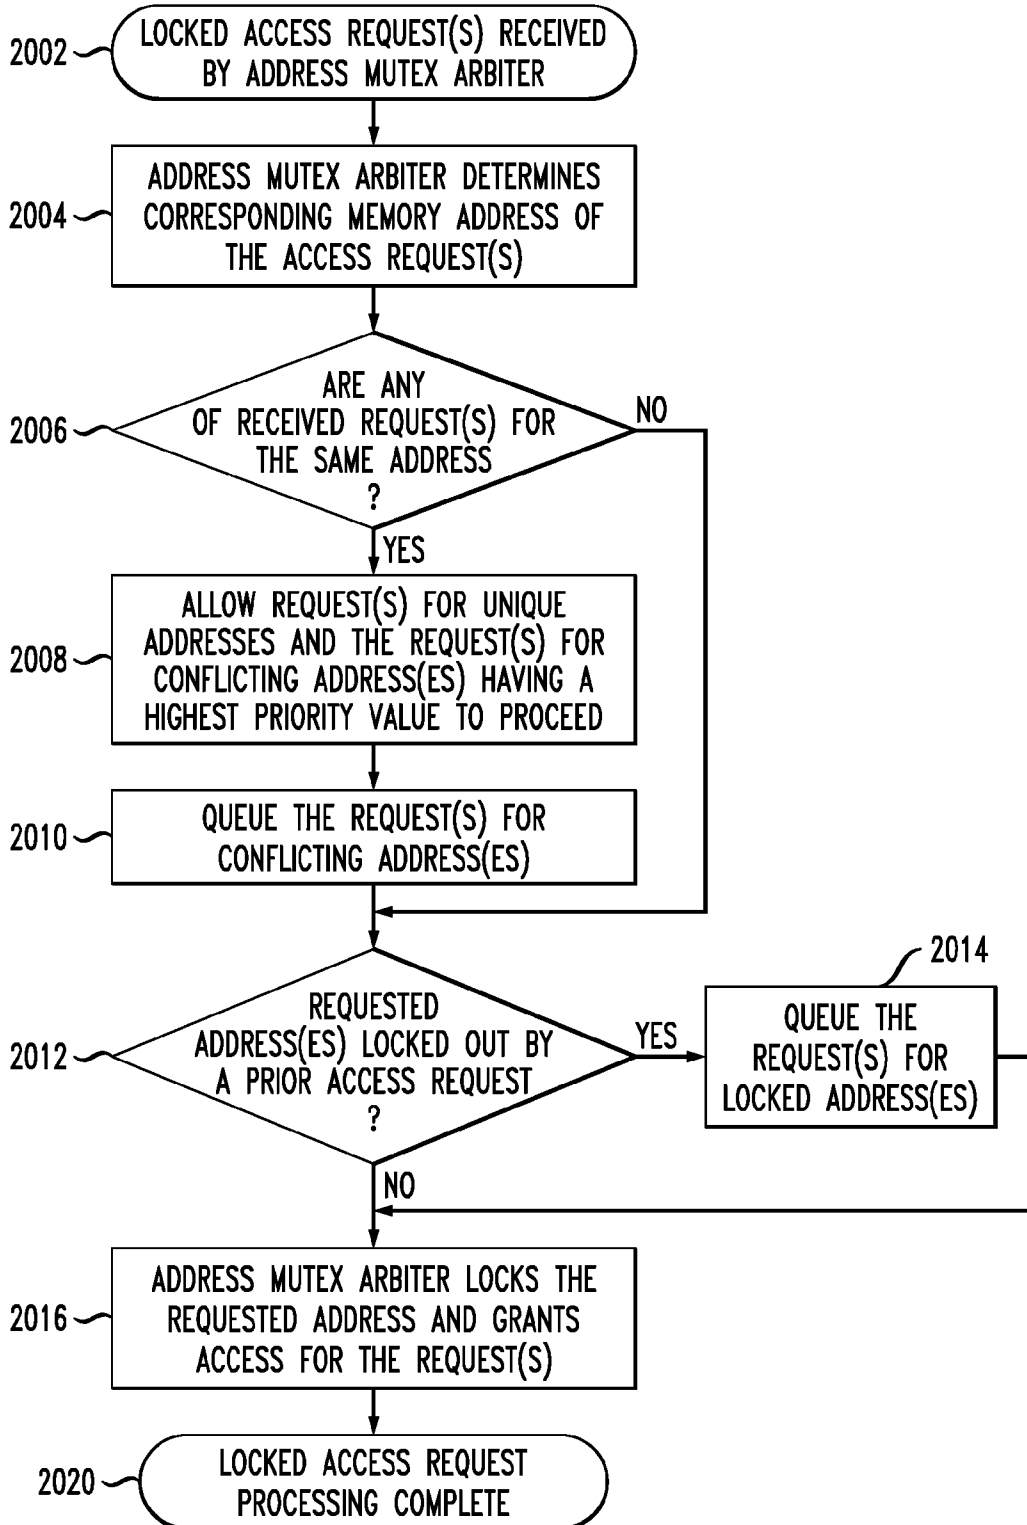 2002
LOCKED ACCESS REQUEST(S) RECEIVED
BY ADDRESS MUTEX ARBITER
2004
ADDRESS MUTEX ARBITER DETERMINES
CORRESPONDING MEMORY ADDRESS OF
THE ACCESS REQUEST(S)
2006
ARE ANY
OF RECEIVED REQUEST(S) FOR
THE SAME ADDRESS
?
NO
YES
2008
ALLOW REQUEST(S) FOR UNIQUE
ADDRESSES AND THE REQUEST(S) FOR
CONFLICTING ADDRESS(ES) HAVING A
HIGHEST PRIORITY VALUE TO PROCEED
2010
QUEUE THE REQUEST(S) FOR
CONFLICTING ADDRESS(ES)
2012
REQUESTED
ADDRESS(ES) LOCKED OUT BY
A PRIOR ACCESS REQUEST
?
YES
2014
QUEUE THE
REQUEST(S) FOR
LOCKED ADDRESS(ES)
NO
2016
ADDRESS MUTEX ARBITER LOCKS THE
REQUESTED ADDRESS AND GRANTS
ACCESS FOR THE REQUEST(S)
2020
LOCKED ACCESS REQUEST
PROCESSING COMPLETE